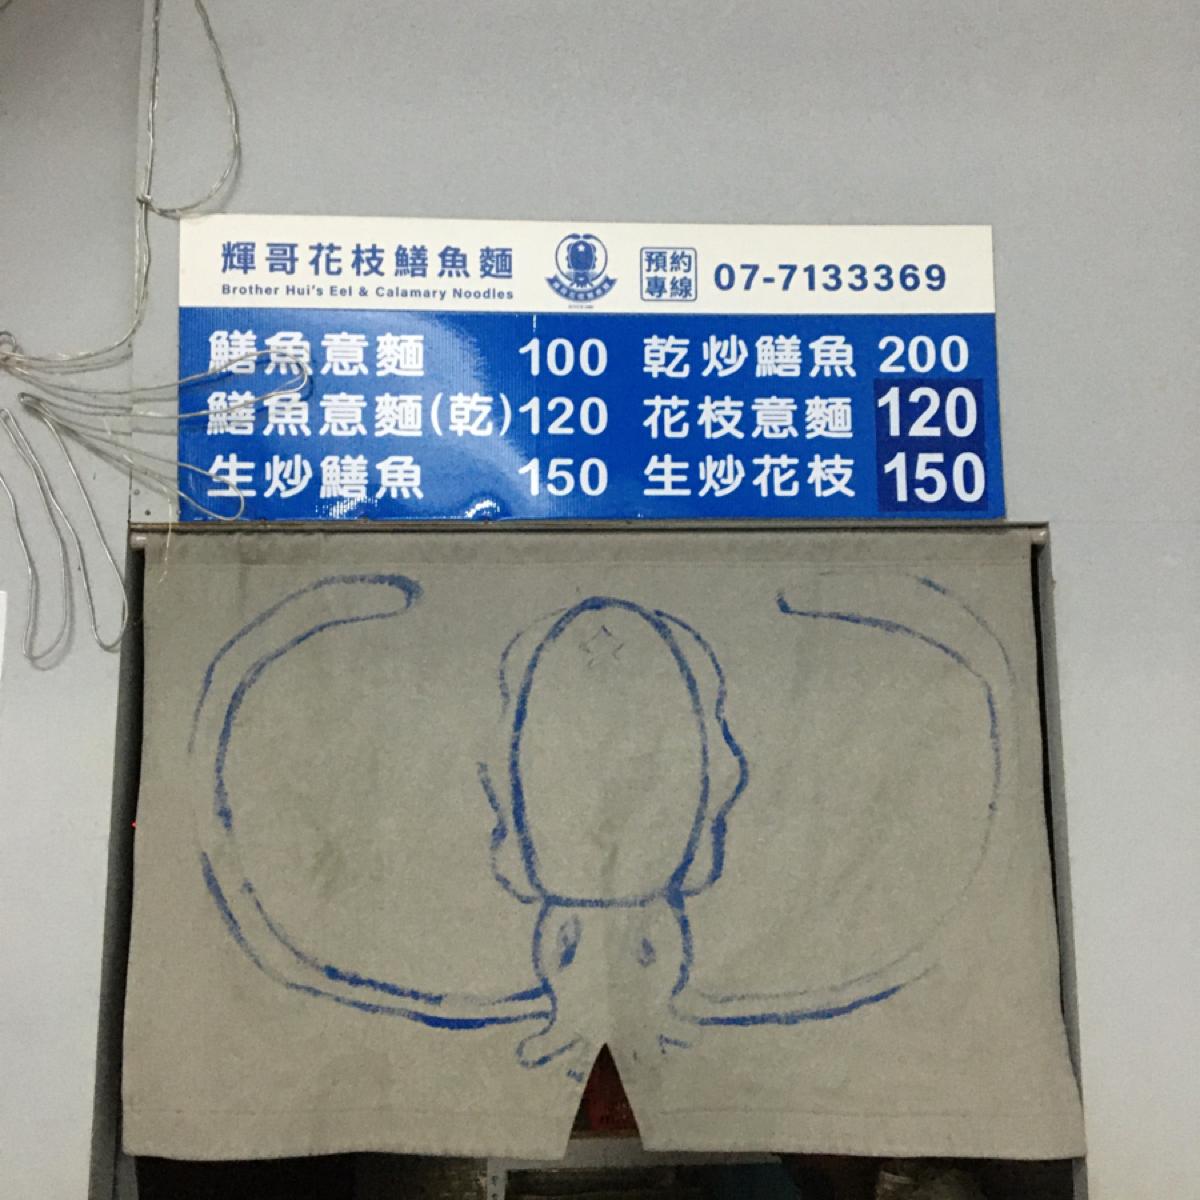 輝哥花枝鱔魚麵
Brother Hui's Eel & Calamary Noodles
預約專線 07-7133369
鱔魚意麵 100 乾炒鱔魚 200
鱔魚意麵(乾)120 花枝意麵 120
生炒鱔魚 150 生炒花枝 150